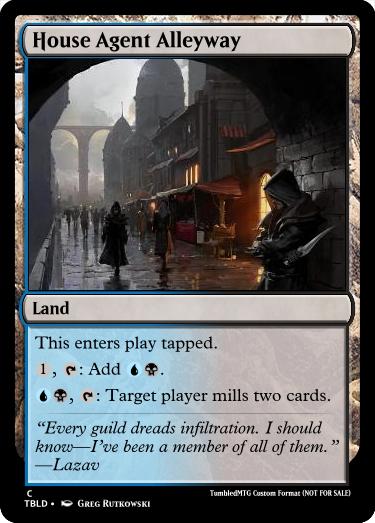 House Agent Alleyway
Land
This enters play tapped.
1, : Add .
, : Target player mills two cards.
"Every guild dreads infiltration. I should
know—I've been a member of all of them."
—Lazav
C
TBLD • Greg Rutkowski
TumbledMTG Custom Format (NOT FOR SALE)